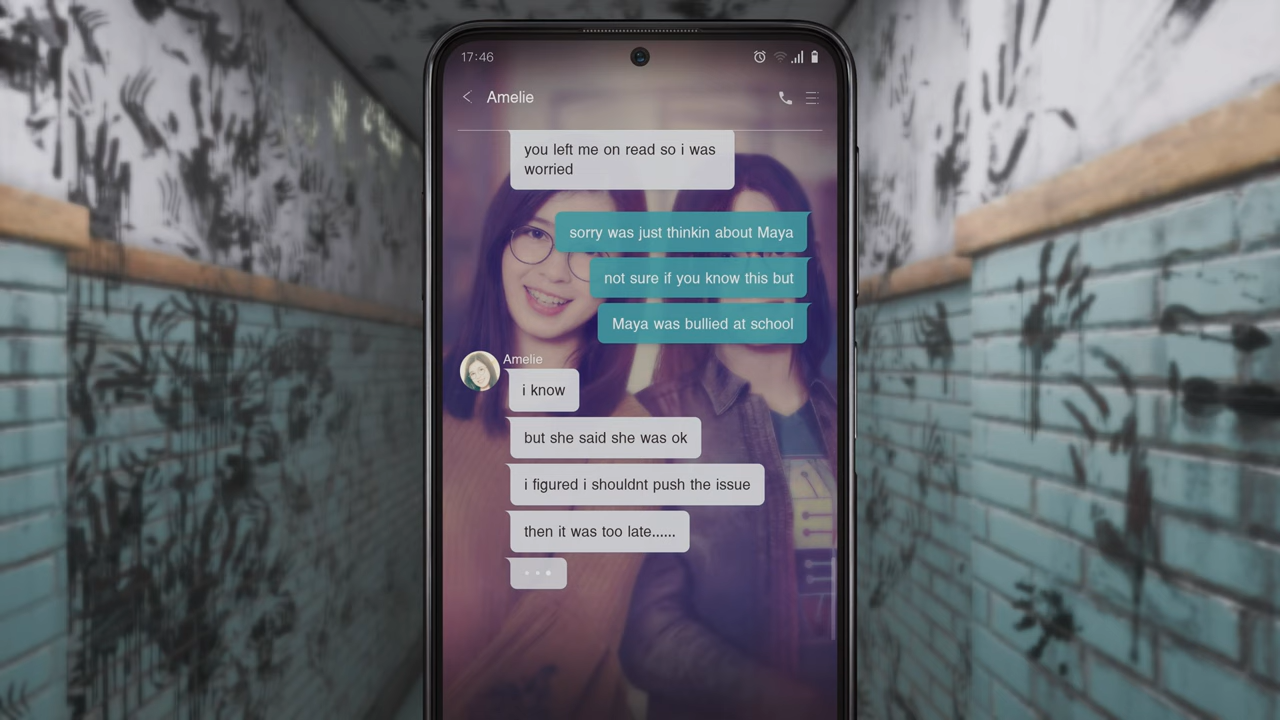 17:46
Amelie
you left me on read so i was
worried
sorry was just thinkin about Maya
not sure if you know this but
Maya was bullied at school
Amelie
i know
but she said she was ok
i figured i shouldnt push the issue
then it was too late......